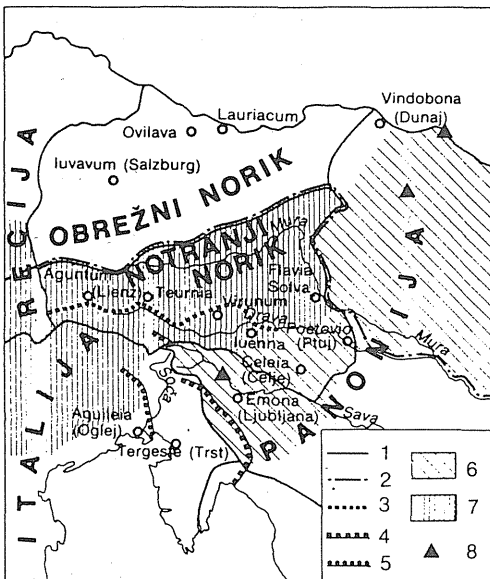 Vindobona
(Dunaj)
Lauriacum
Ovilava
Iuvavum (Salzburg)
RECIJA
OBREŽNI NORIK
NOTRANJI
NORIK
Mura
Aguntum
(Lienz)
Teurnia
Flavia
Solva
Virunum
Drava
Iuenna
Poetovio
(Ptuj)
Mura
Celeia
(Celje)
PANONIJA
ITALIJA
Soča
Emona
(Ljubljana)
Sava
Aquileia
(Oglej)
Tergeste (Trst)
1
2
3
4
5
6
7
8